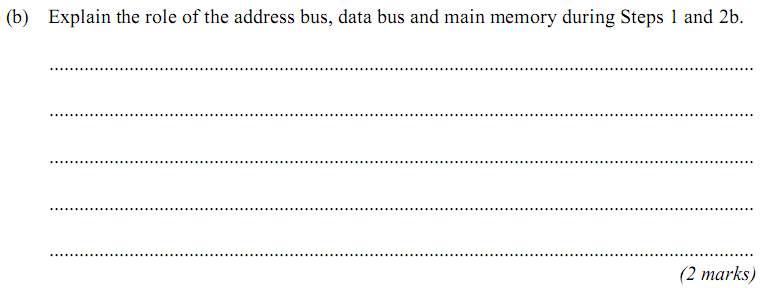 (b) Explain the role of the address bus, data bus and main memory during Steps 1 and 2b.
(2 marks)